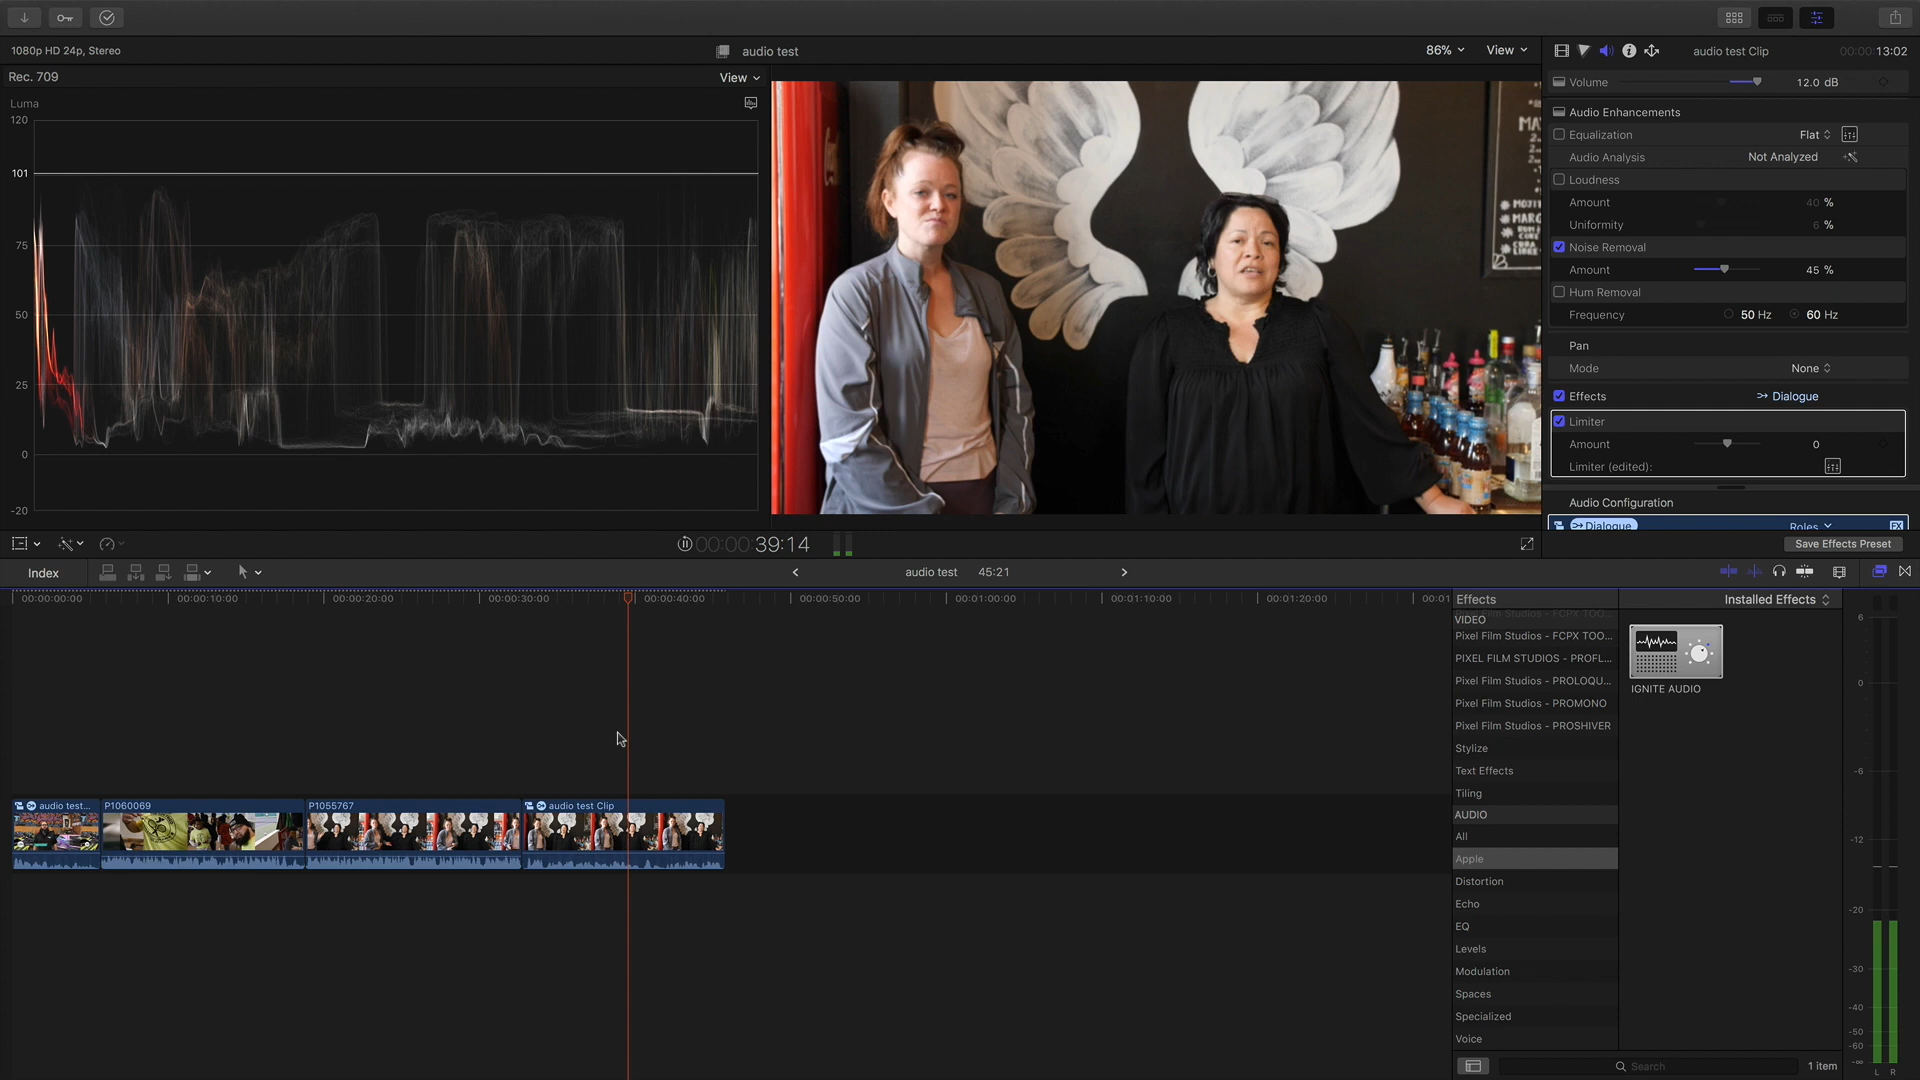 1080p HD 24p, Stereo
audio test
86%
View
audio test Clip
00:00:00:13:02
Rec. 709
View
Volume
12.0 dB
Luma
120
101
75
50
25
0
-20
MOJIT
MARG
Audio Enhancements
Equalization
Flat
Audio Analysis
Not Analyzed
Loudness
Amount
40 %
Uniformity
6 %
Noise Removal
Amount
45 %
Hum Removal
Frequency
50 Hz
60 Hz
Pan
Mode
None
Effects
Dialogue
Limiter
Amount
0
Limiter (edited):
Audio Configuration
Dialogue
Roles
FX
Save Effects Preset
00:00:00:39:14
Index
audio test
45:21
00:00:00:00
00:00:10:00
00:00:20:00
00:00:30:00
00:00:40:00
00:00:50:00
00:01:00:00
00:01:10:00
00:01:20:00
00:01
audio test...
P1060069
P1055767
audio test Clip
Effects
Installed Effects
Pixel Film Studios - FCPX TOO...
VIDEO
Pixel Film Studios - FCPX TOO...
PIXEL FILM STUDIOS - PROFL...
Pixel Film Studios - PROLOQU...
Pixel Film Studios - PROMONO
Pixel Film Studios - PROSHIVER
Stylize
Text Effects
Tiling
AUDIO
All
Apple
Distortion
Echo
EQ
Levels
Modulation
Spaces
Specialized
Voice
IGNITE AUDIO
Search
1 item
6
0
-6
-12
-20
-30
-40
-50
-60
-∞
L
R